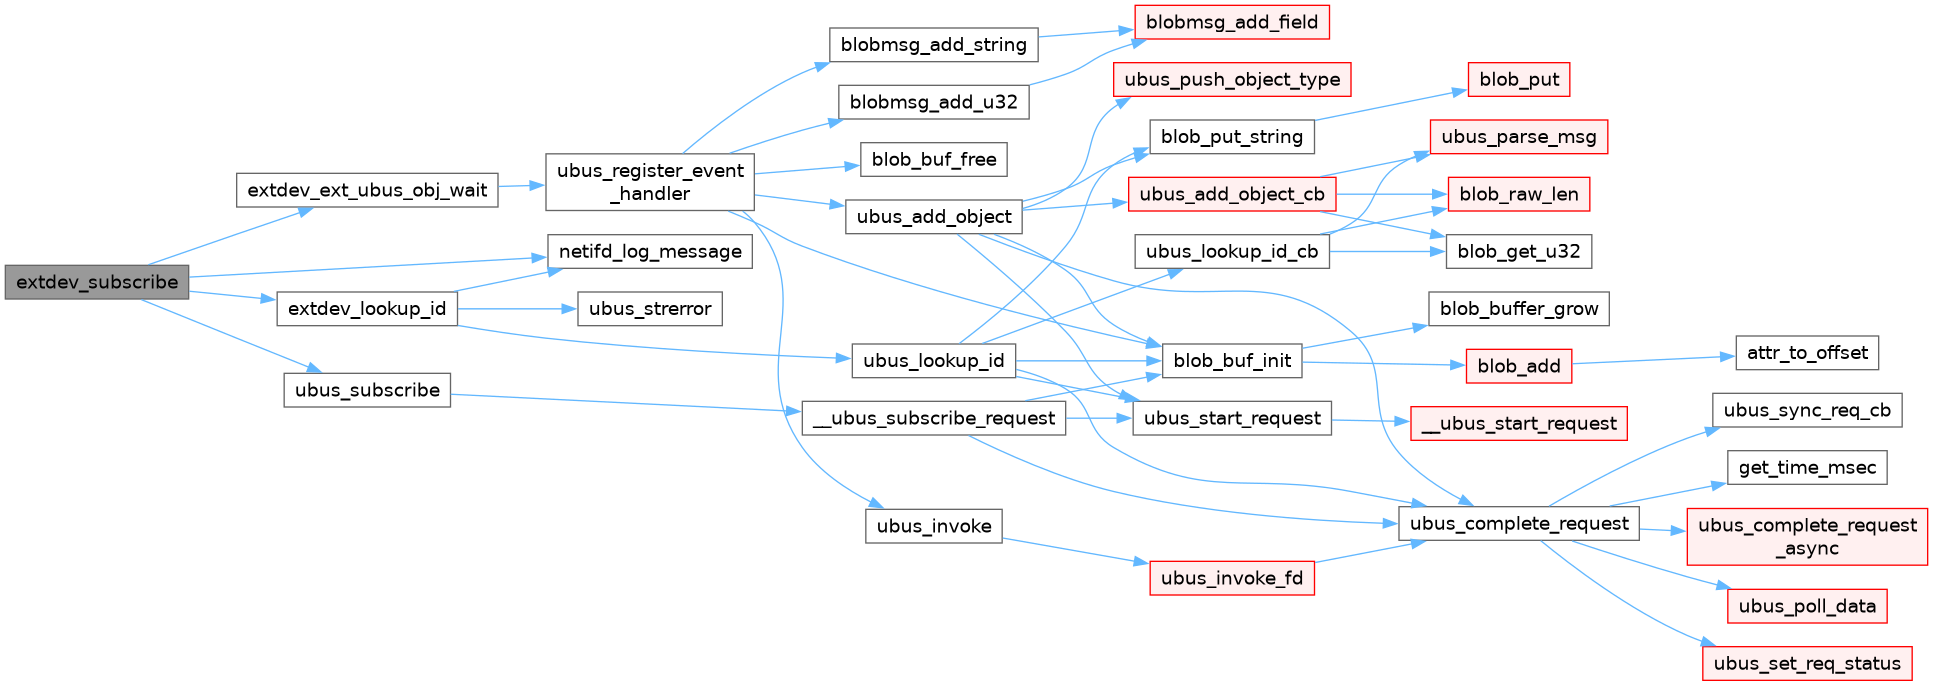 extdev_subscribe
extdev_ext_ubus_obj_wait
extdev_lookup_id
ubus_subscribe
ubus_register_event
_handler
netifd_log_message
ubus_strerror
blobmsg_add_string
blobmsg_add_u32
blob_buf_free
ubus_add_object
ubus_lookup_id
__ubus_subscribe_request
ubus_invoke
blobmsg_add_field
ubus_push_object_type
blob_put_string
ubus_add_object_cb
ubus_lookup_id_cb
blob_buf_init
ubus_start_request
ubus_invoke_fd
blob_put
ubus_parse_msg
blob_raw_len
blob_get_u32
blob_buffer_grow
blob_add
__ubus_start_request
ubus_complete_request
attr_to_offset
ubus_sync_req_cb
get_time_msec
ubus_complete_request
_async
ubus_poll_data
ubus_set_req_status